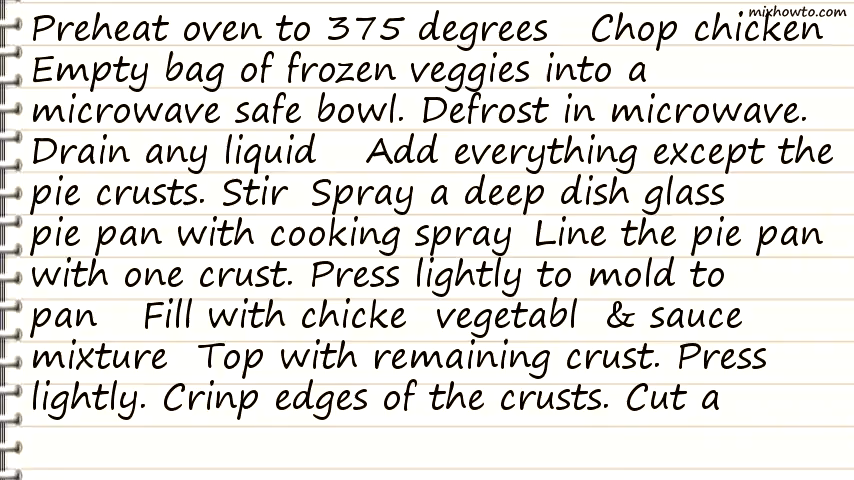 mixhowto.com
Preheat oven to 375 degrees Chop chicken
Empty bag of frozen veggies into a
microwave safe bowl. Defrost in microwave.
Drain any liquid Add everything except the
pie crusts. Stir Spray a deep dish glass
pie pan with cooking spray Line the pie pan
with one crust. Press lightly to mold to
pan Fill with chicke vegetabl & sauce
mixture Top with remaining crust. Press
lightly. Crinp edges of the crusts. Cut a